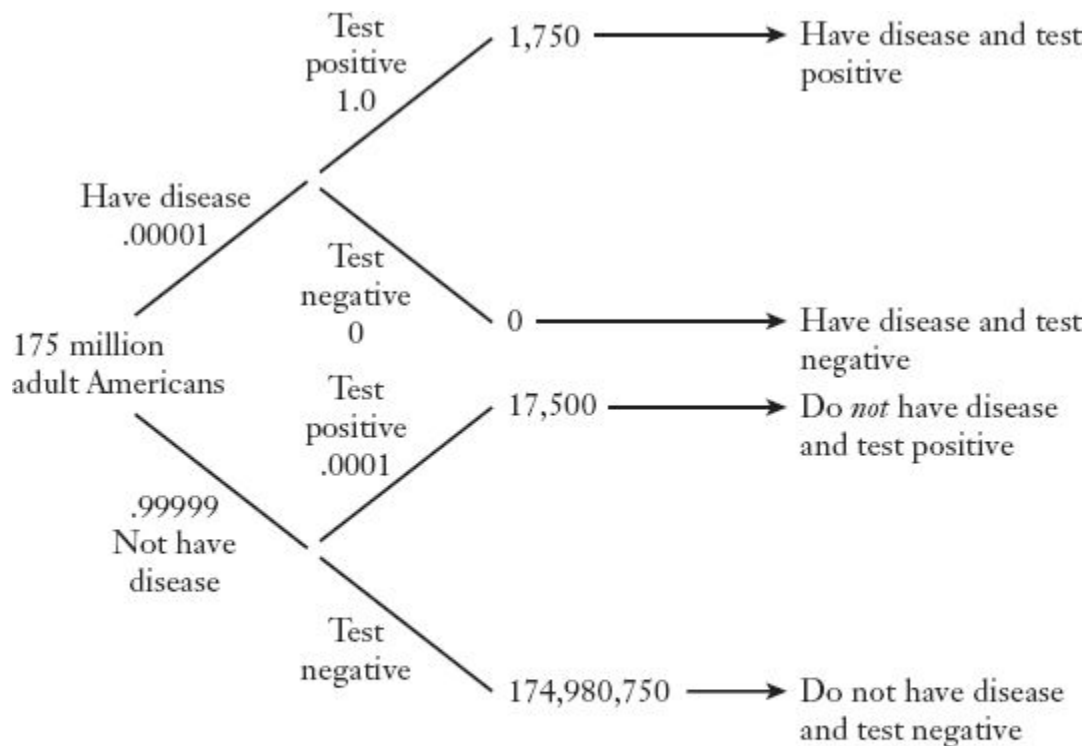 Test
positive
1.0
1,750
Have disease and test
positive
Have disease
.00001
Test
negative
0
0
Have disease and test
negative
175 million
adult Americans
Test
positive
.0001
17,500
Do not have disease
and test positive
.99999
Not have
disease
Test
negative
174,980,750
Do not have disease
and test negative